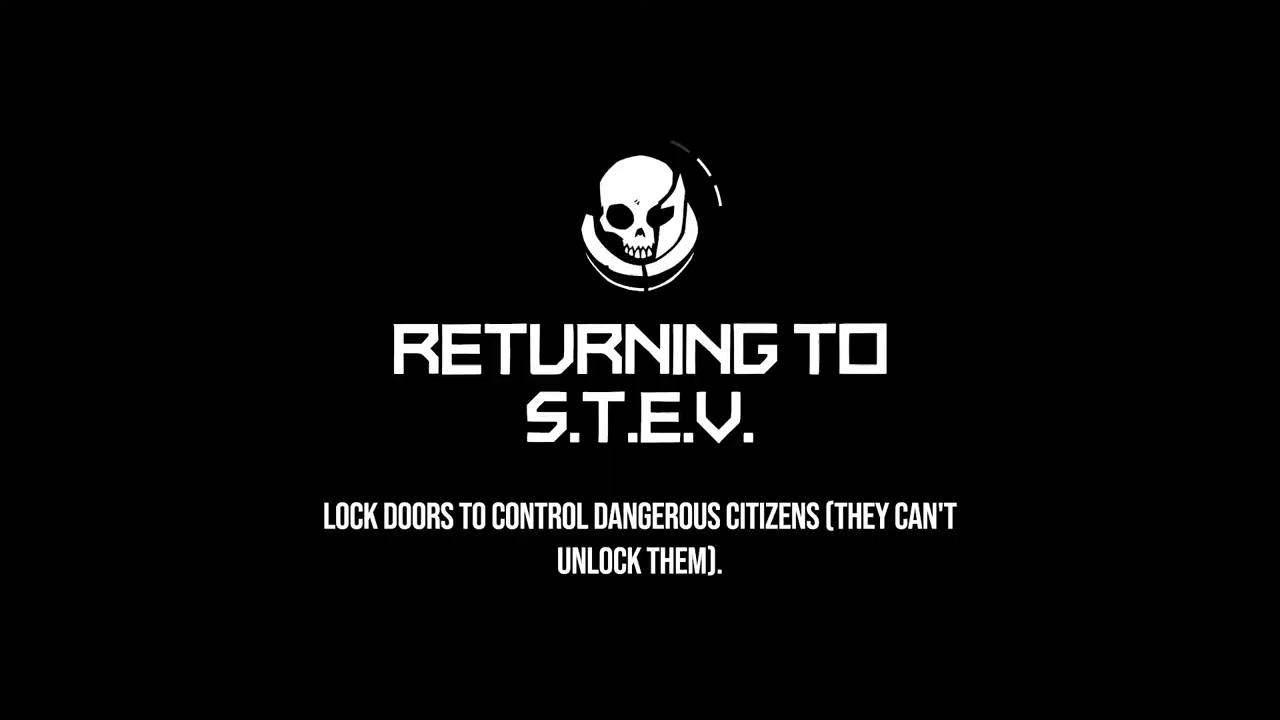 RETURNING TO
S.T.E.V.
LOCK DOORS TO CONTROL DANGEROUS CITIZENS (THEY CAN'T
UNLOCK THEM).